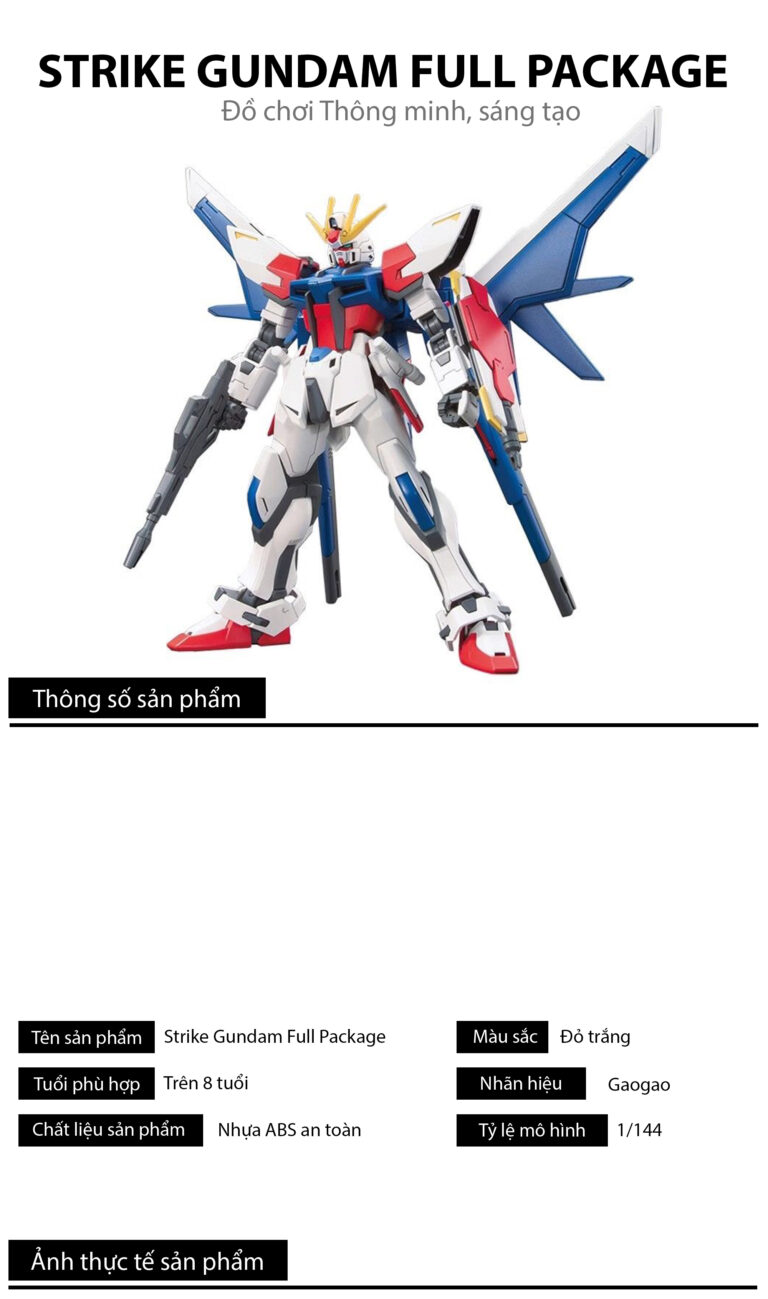 STRIKE GUNDAM FULL PACKAGE
Đồ chơi Thông minh, sáng tạo
Thông số sản phẩm
Tên sản phẩm Strike Gundam Full Package
Màu sắc Đỏ trắng
Tuổi phù hợp Trên 8 tuổi
Nhãn hiệu Gaogao
Chất liệu sản phẩm Nhựa ABS an toàn
Tỷ lệ mô hình 1/144
Ảnh thực tế sản phẩm